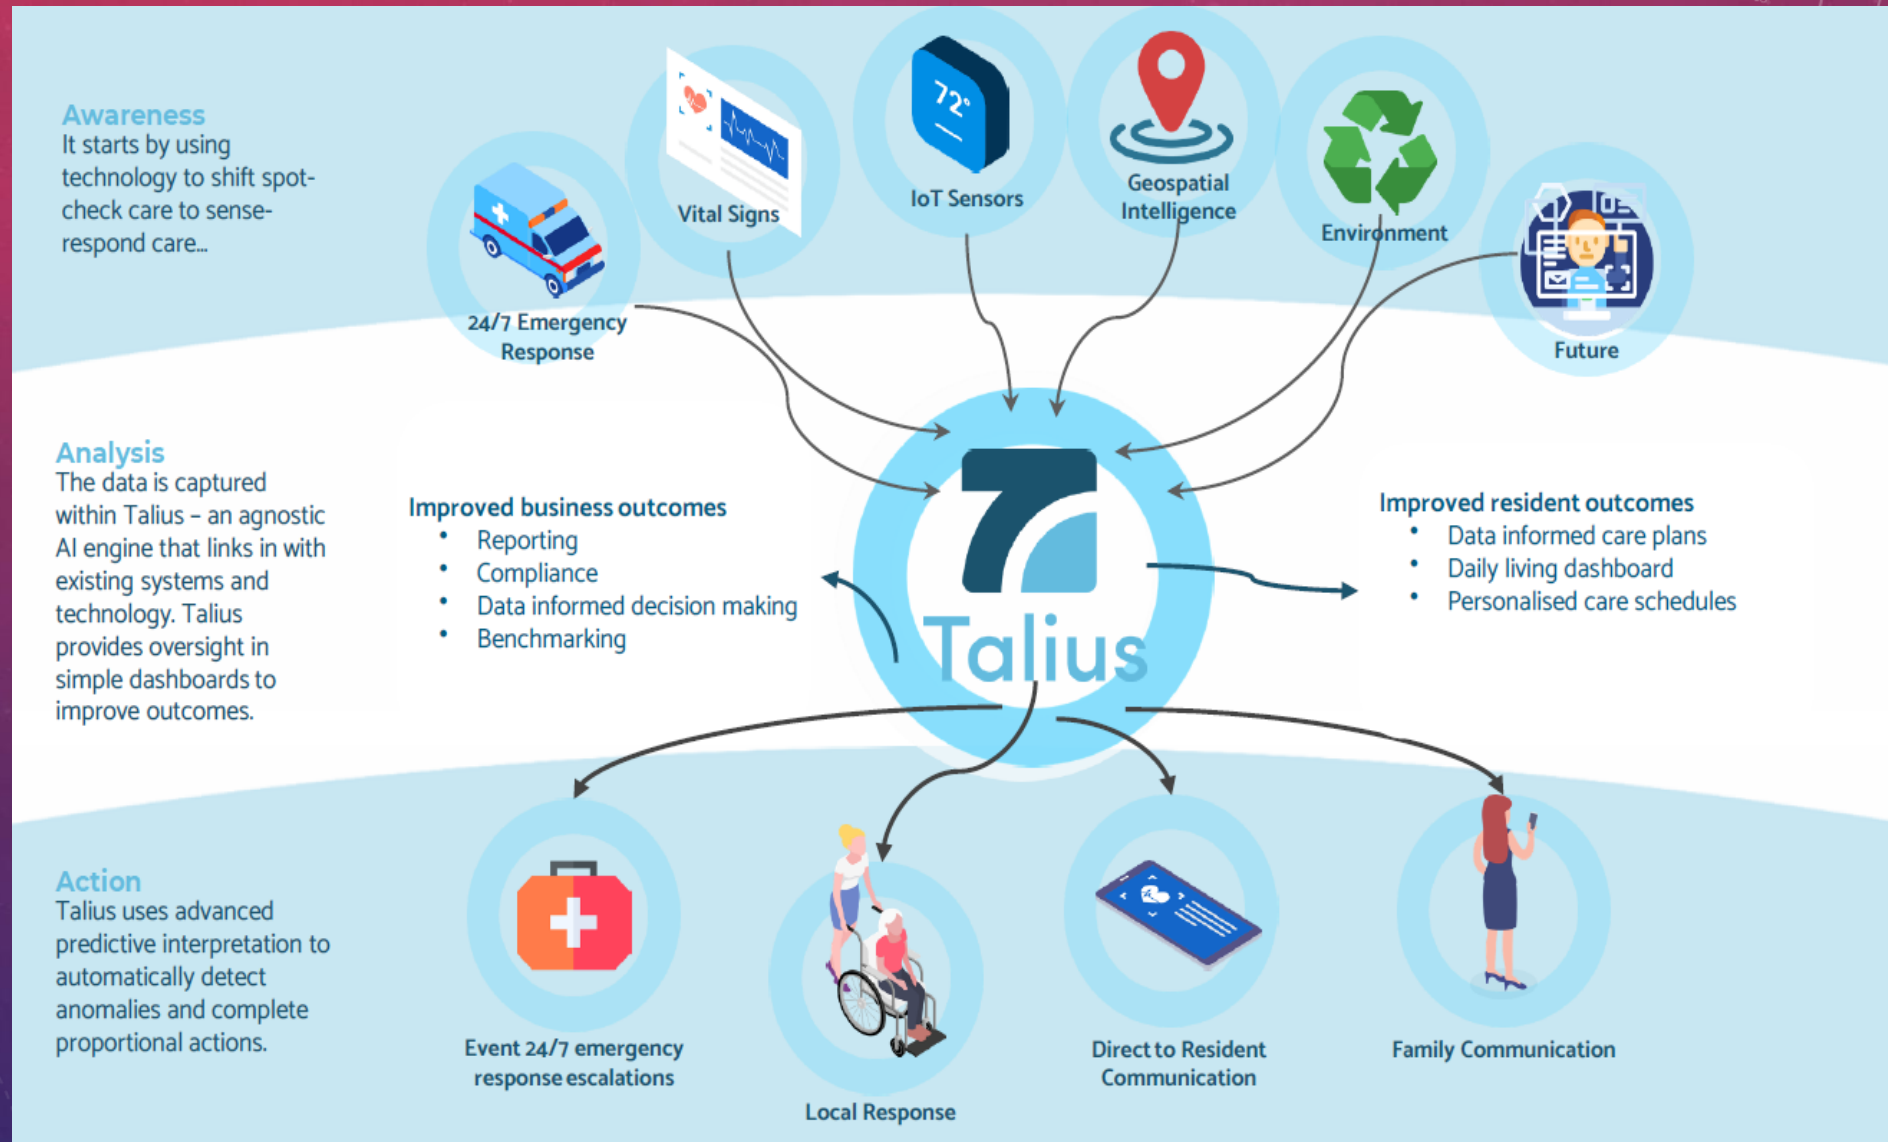 Awareness
It starts by using
technology to shift spot-
check care to sense-
respond care...
24/7 Emergency
Response
Vital Signs
72°
IoT Sensors
Geospatial
Intelligence
Environment
Future
Analysis
The data is captured
within Talius – an agnostic
AI engine that links in with
existing systems and
technology. Talius
provides oversight in
simple dashboards to
improve outcomes.
Improved business outcomes
• Reporting
• Compliance
• Data informed decision making
• Benchmarking
Talius
Improved resident outcomes
• Data informed care plans
• Daily living dashboard
• Personalised care schedules
Action
Talius uses advanced
predictive interpretation to
automatically detect
anomalies and complete
proportional actions.
Event 24/7 emergency
response escalations
Local Response
Direct to Resident
Communication
Family Communication